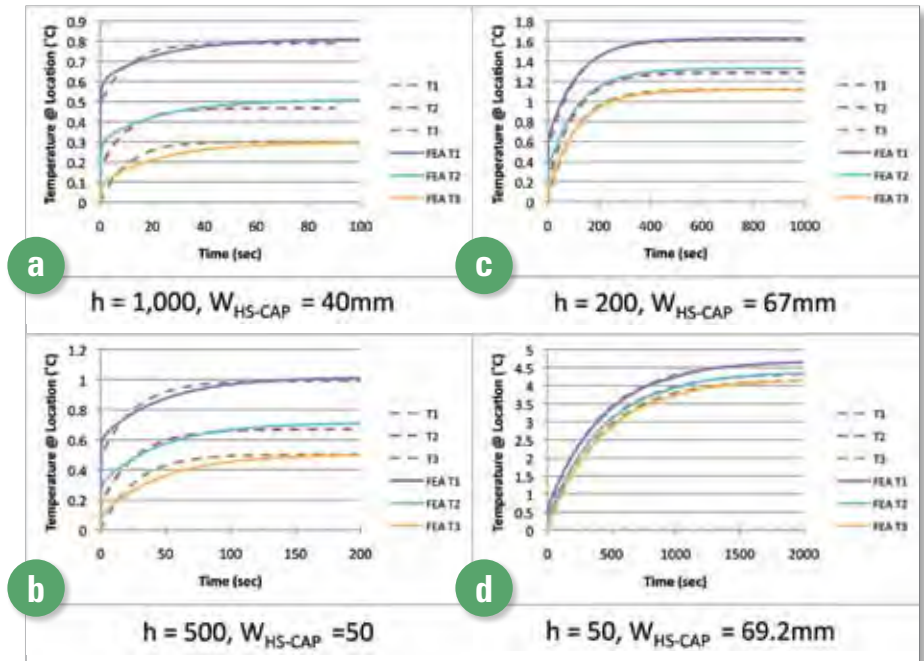 Temperature @ Location (°C)
0.9
0.8
0.7
0.6
0.5
0.4
0.3
0.2
0.1
0
0 20 40 60 80 100
Time (sec)
T1
T2
T3
FEA T1
FEA T2
FEA T3
a
h = 1,000, W HS-CAP = 40mm
Temperature @ Location (°C)
1.8
1.6
1.4
1.2
1
0.8
0.6
0.4
0.2
0
0 200 400 600 800 1000
Time (sec)
T1
T2
T3
FEA T1
FEA T2
FEA T3
c
h = 200, W HS-CAP = 67mm
Temperature @ Location (°C)
1.2
1
0.8
0.6
0.4
0.2
0
0 50 100 150 200
Time (sec)
T1
T2
T3
FEA T1
FEA T2
FEA T3
b
h = 500, W HS-CAP =50
Temperature @ Location (°C)
5
4.5
4
3.5
3
2.5
2
1.5
1
0.5
0
0 500 1000 1500 2000
Time (sec)
T1
T2
T3
FEA T1
FEA T2
FEA T3
d
h = 50, W HS-CAP = 69.2mm